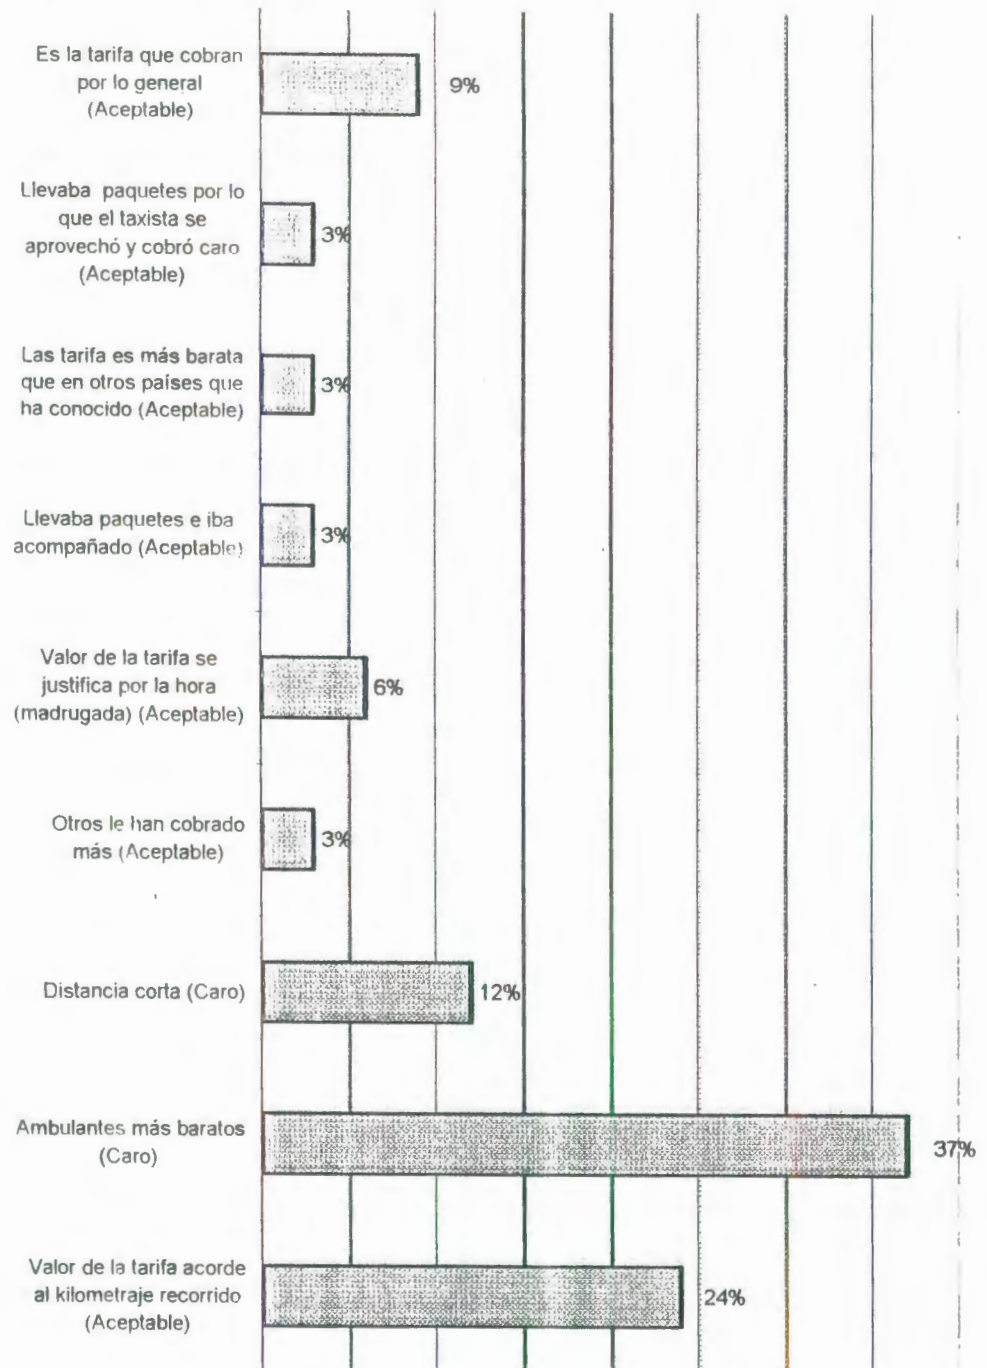 Es la tarifa que cobran
por lo general
(Aceptable)
9%
Llevaba paquetes por lo
que el taxista se
aprovechó y cobró caro
(Aceptable)
3%
Las tarifa es más barata
que en otros países que
ha conocido (Aceptable)
3%
Llevaba paquetes e iba
acompañado (Aceptable)
3%
Valor de la tarifa se
justifica por la hora
(madrugada) (Aceptable)
6%
Otros le han cobrado
más (Aceptable)
3%
Distancia corta (Caro)
12%
Ambulantes más baratos
(Caro)
37%
Valor de la tarifa acorde
al kilometraje recorrido
(Aceptable)
24%